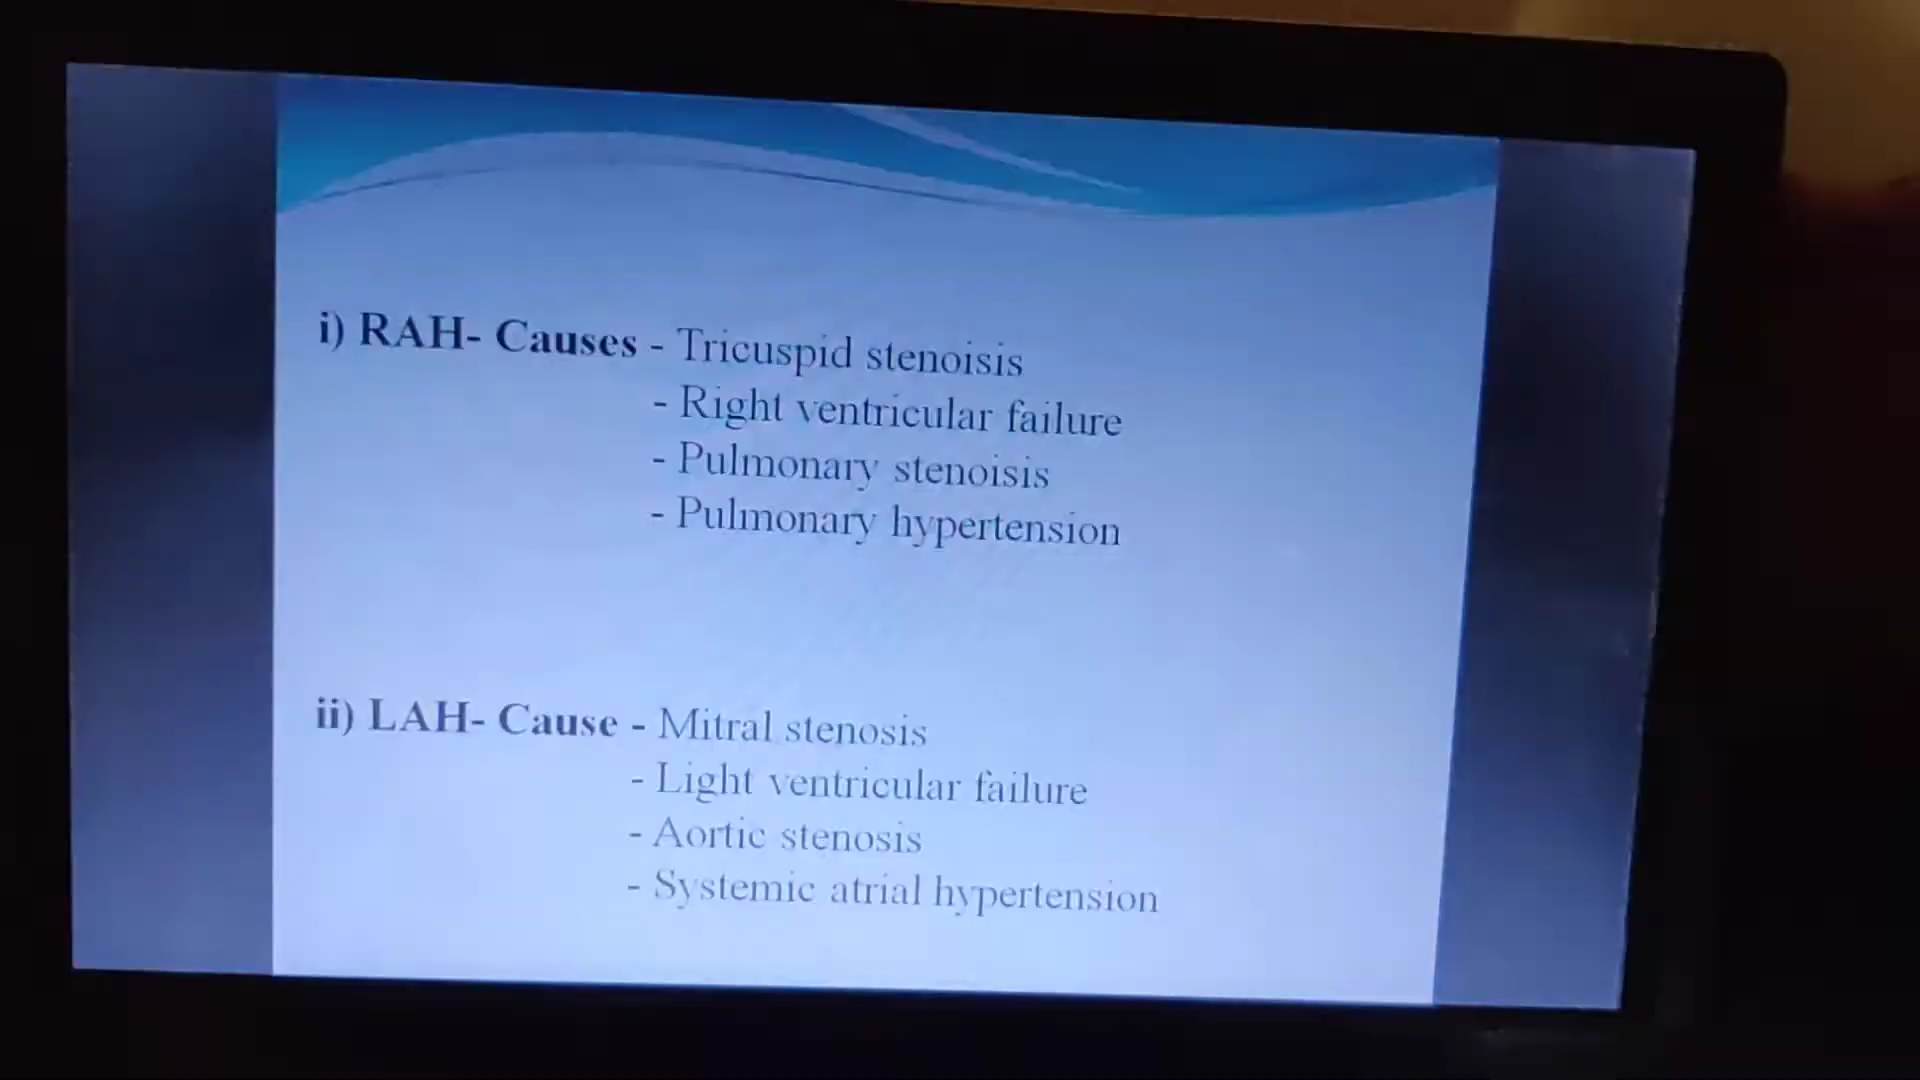 i) RAH- Causes - Tricuspid stenoisis
- Right ventricular failure
- Pulmonary stenoisis
- Pulmonary hypertension
ii) LAH- Cause - Mitral stenosis
- Light ventricular failure
- Aortic stenosis
- Systemic atrial hypertension